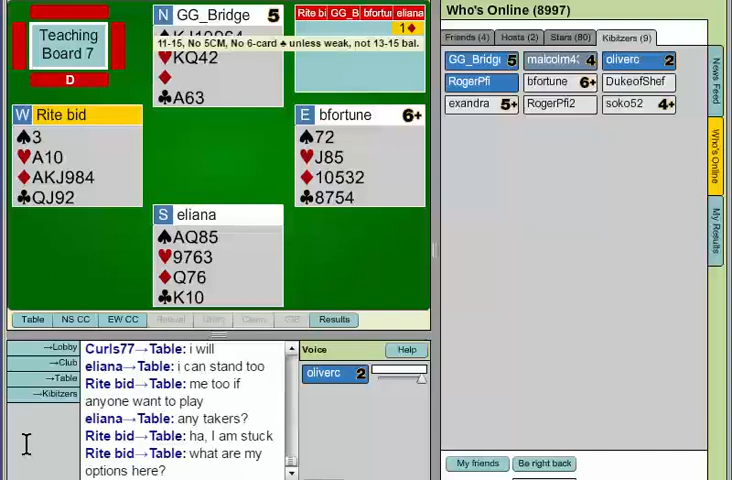 Teaching
Board 7
D
N GG_Bridge 5
Rite bi GG_B bfortur eliana
1♦
11-15, No 5CM, No 6-card ♣ unless weak, not 13-15 bal.
♥KQ42
♦
♣A63
W Rite bid
♠3
♥A10
♦AKJ984
♣QJ92
E bfortune 6+
♠72
♥J85
♦10532
♣8754
S eliana
♠AQ85
♥9763
♦Q76
♣K10
Table NS CC EW CC Results
→Lobby
→Club
→Table
→Kibitzers
Curls77→Table: i will
eliana→Table: i can stand too
Rite bid→Table: me too if
anyone want to play
eliana→Table: any takers?
Rite bid→Table: ha, I am stuck
Rite bid→Table: what are my
options here?
Voice Help
oliverc 2
Who's Online (8997)
Friends (4) Hosts (2) Stars (80) Kibitzers (9)
GG_Bridg 5 malcolm4 oliverc 2
RogerPfi bfortune 6+ DukeofShef
exandra 5+ RogerPfi2 soko52 4+
My friends Be right back
News Feed
Who's Online
My Results